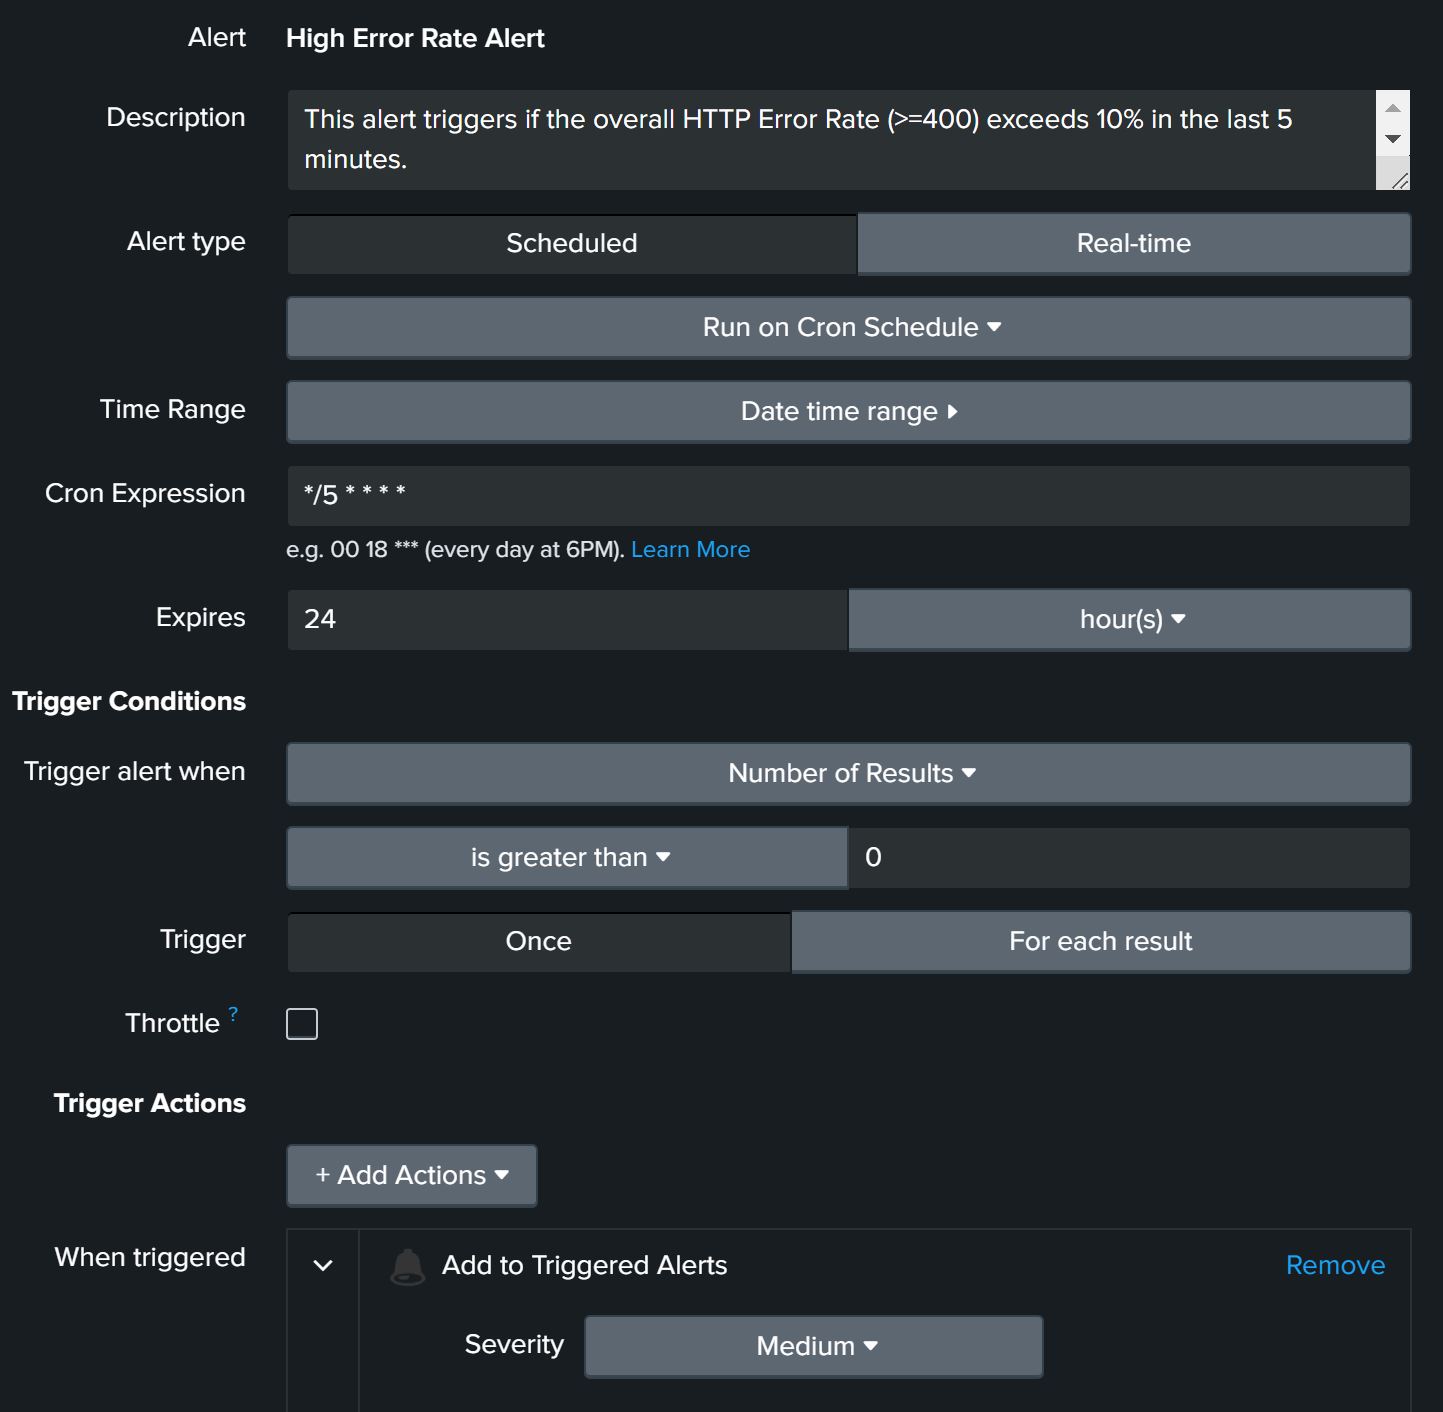 Alert High Error Rate Alert
Description This alert triggers if the overall HTTP Error Rate (>=400) exceeds 10% in the last 5
minutes.
Alert type Scheduled Real-time
Run on Cron Schedule
Time Range Date time range
Cron Expression */5 * * * *
e.g. 00 18 *** (every day at 6PM). Learn More
Expires 24 hour(s)
Trigger Conditions
Trigger alert when Number of Results
is greater than 0
Trigger Once For each result
Throttle ?
Trigger Actions
+ Add Actions
When triggered Add to Triggered Alerts Remove
Severity Medium